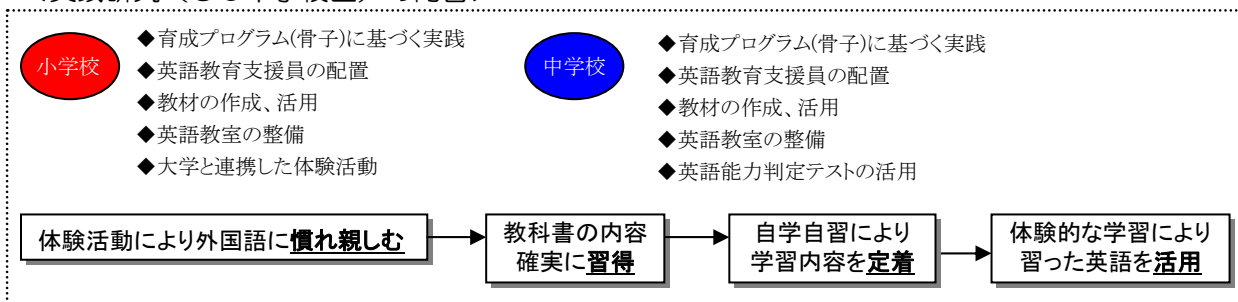 小学校
◆育成プログラム(骨子)に基づく実践
◆英語教育支援員の配置
◆教材の作成、活用
◆英語教室の整備
◆大学と連携した体験活動
中学校
◆育成プログラム(骨子)に基づく実践
◆英語教育支援員の配置
◆教材の作成、活用
◆英語教室の整備
◆英語能力判定テストの活用
体験活動により外国語に慣れ親しむ
教科書の内容
確実に習得
自学自習により
学習内容を定着
体験的な学習により
習った英語を活用